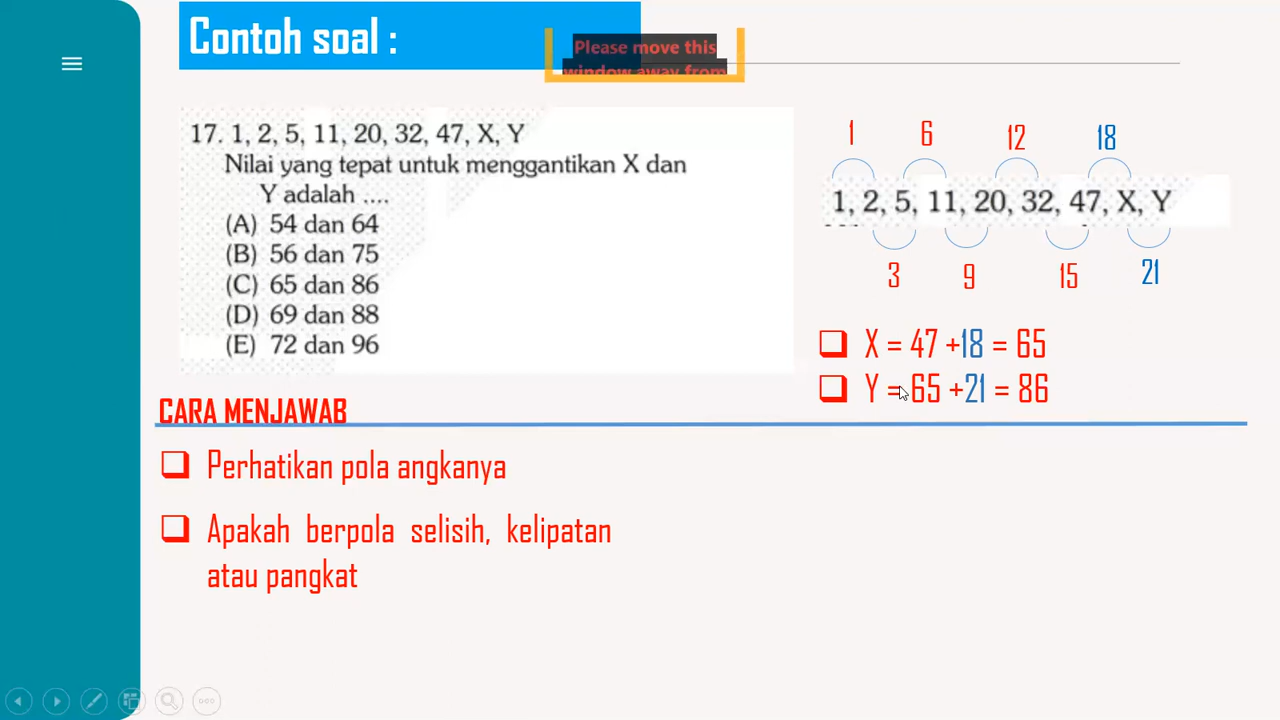 Contoh soal :
Please move this
window away from
17. 1, 2, 5, 11, 20, 32, 47, X, Y
Nilai yang tepat untuk menggantikan X dan
Y adalah ....
(A) 54 dan 64
(B) 56 dan 75
(C) 65 dan 86
(D) 69 dan 88
(E) 72 dan 96
1 6 12 18
1, 2, 5, 11, 20, 32, 47, X, Y
3 9 15 21
X = 47 +18 = 65
Y = 65 +21 = 86
CARA MENJAWAB
Perhatikan pola angkanya
Apakah berpola selisih, kelipatan
atau pangkat